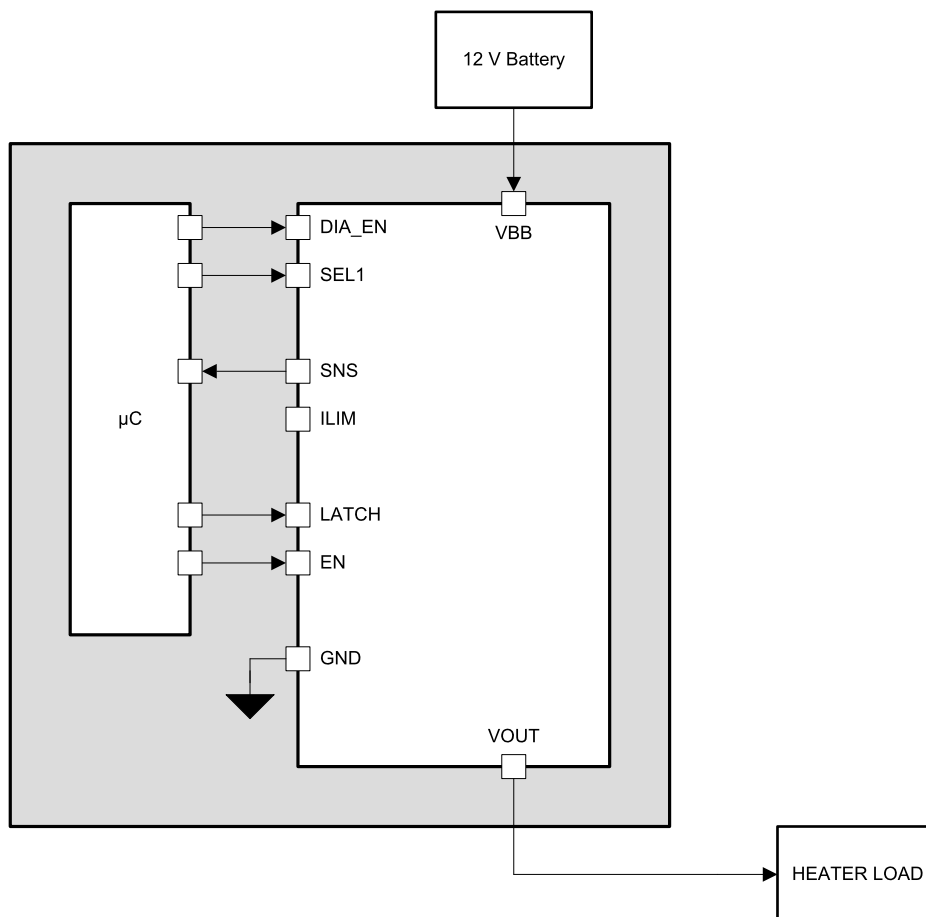 12 V Battery
VBB
DIA_EN
SEL1
SNS
ILIM
µC
LATCH
EN
GND
VOUT
HEATER LOAD